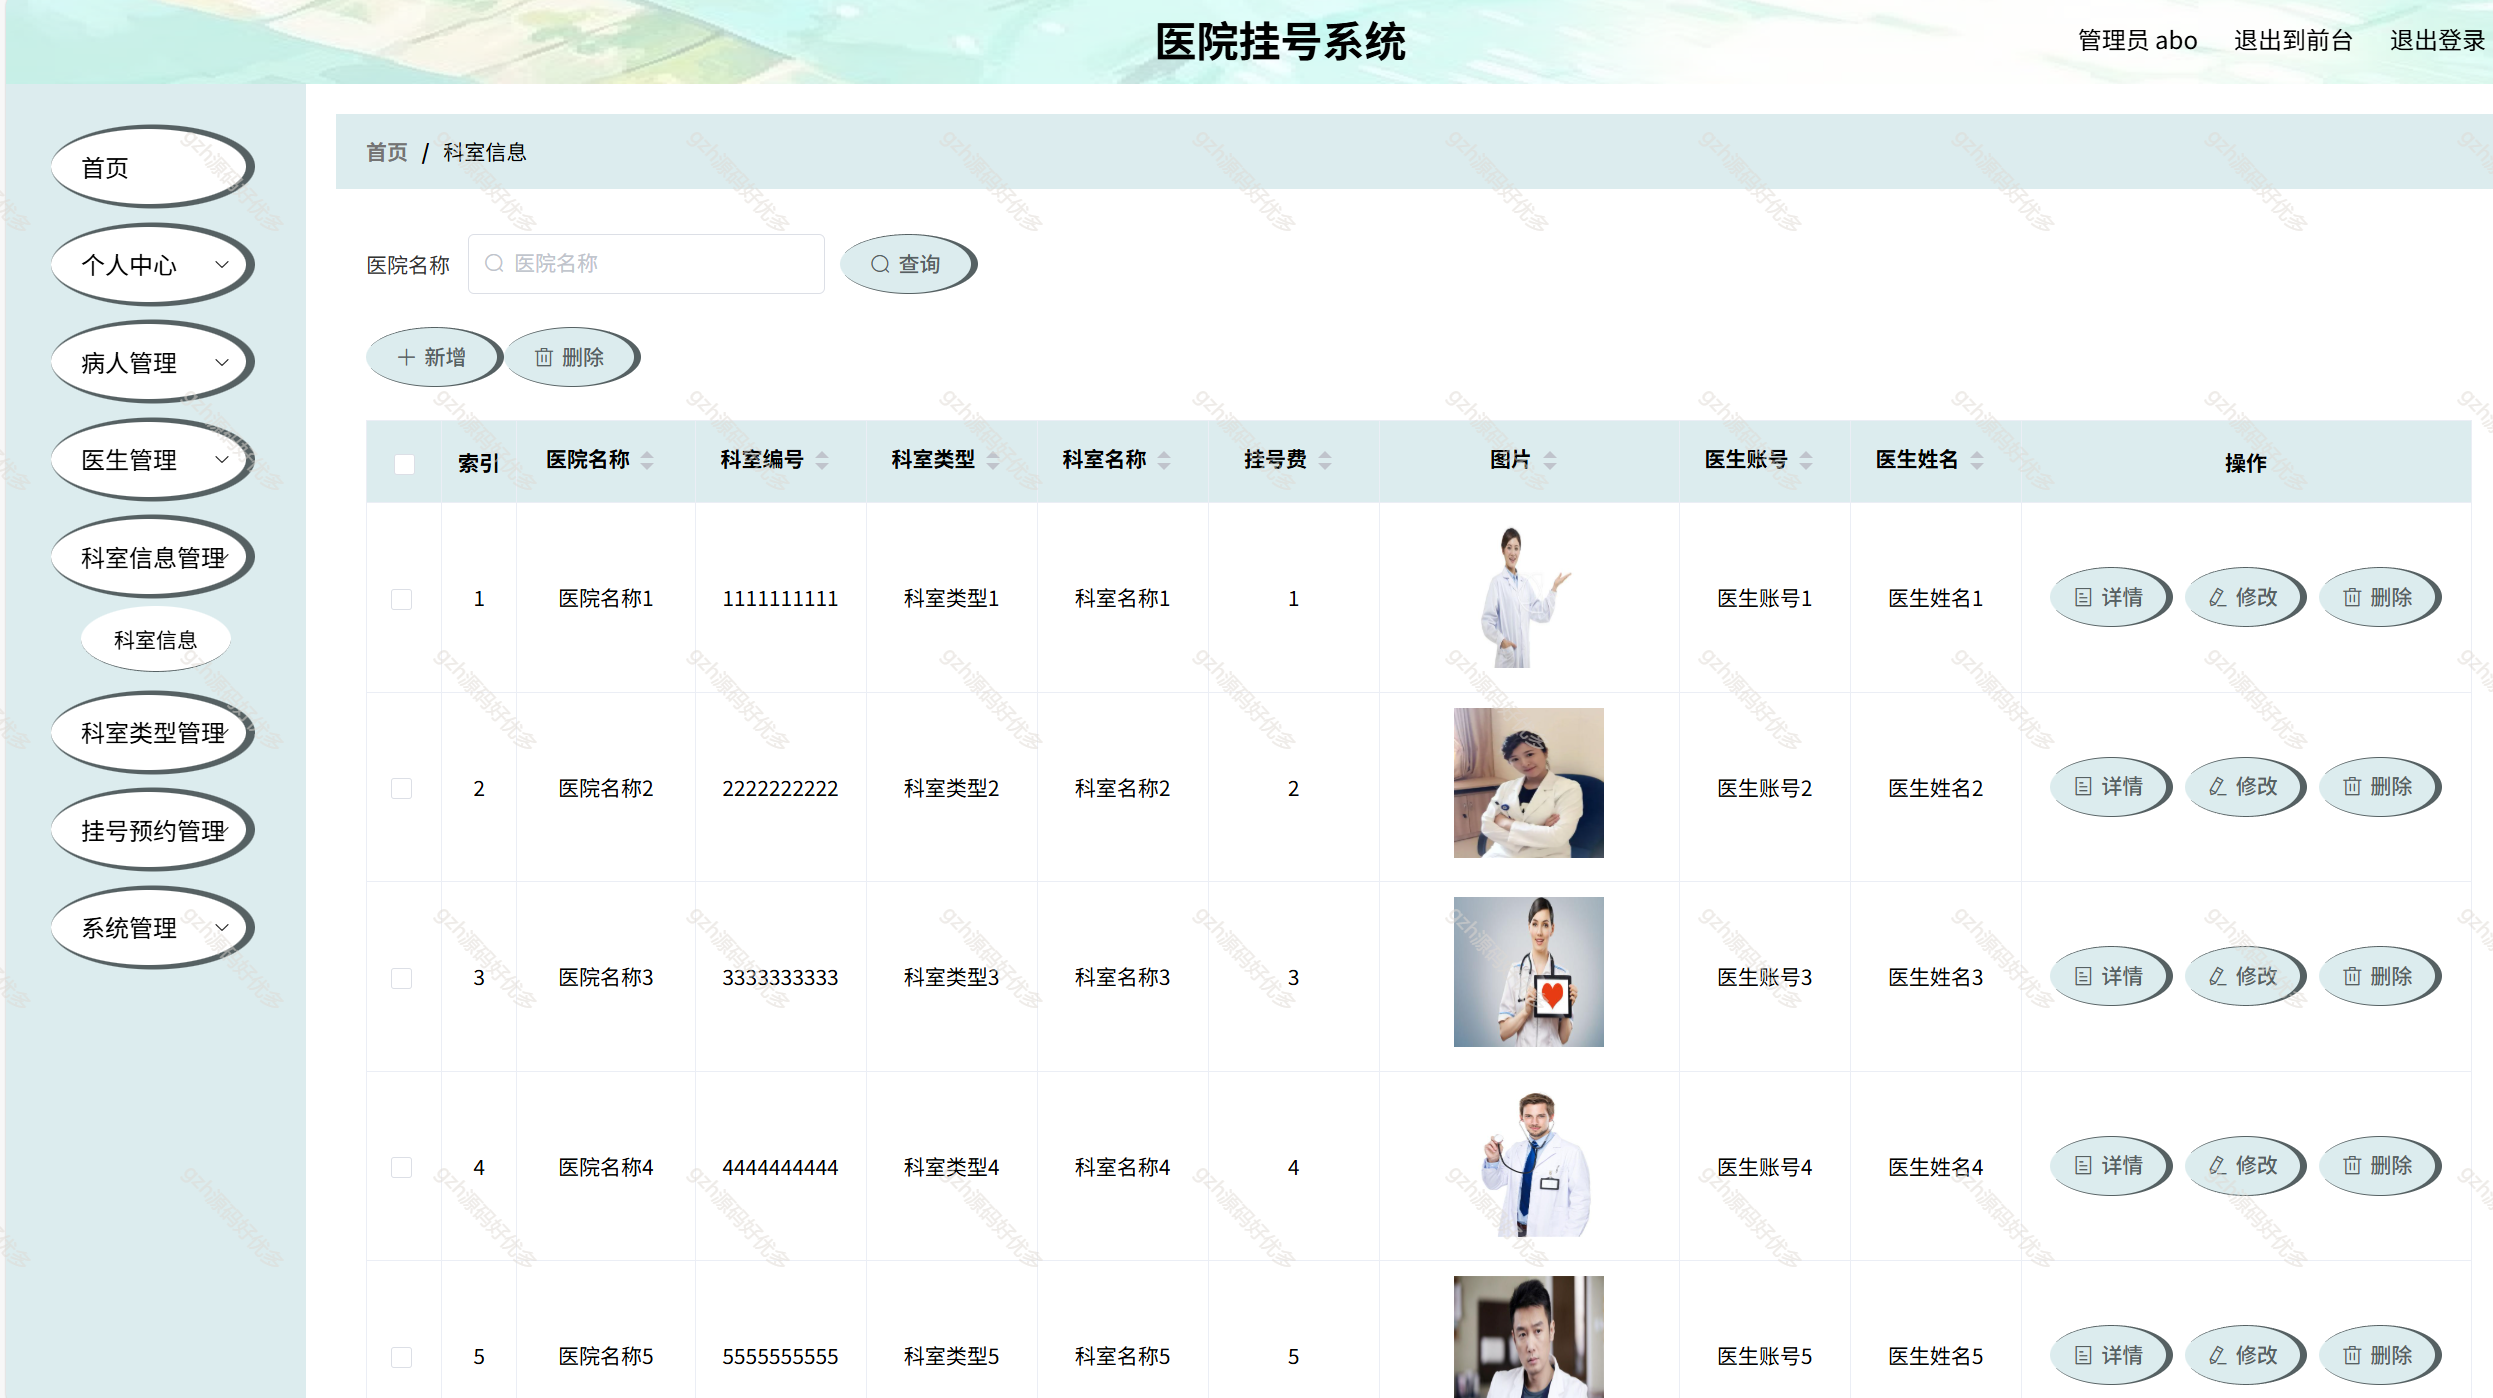 医院挂号系统
管理员 abo 退出到前台 退出登录
首页
个人中心
病人管理
医生管理
科室信息管理
科室信息
科室类型管理
挂号预约管理
系统管理
首页 / 科室信息
医院名称 医院名称 查询
新增 删除
索引 医院名称 科室编号 科室类型 科室名称 挂号费 图片 医生账号 医生姓名 操作
1 医院名称1 1111111111 科室类型1 科室名称1 1 医生账号1 医生姓名1 详情 修改 删除
2 医院名称2 2222222222 科室类型2 科室名称2 2 医生账号2 医生姓名2 详情 修改 删除
3 医院名称3 3333333333 科室类型3 科室名称3 3 医生账号3 医生姓名3 详情 修改 删除
4 医院名称4 4444444444 科室类型4 科室名称4 4 医生账号4 医生姓名4 详情 修改 删除
5 医院名称5 5555555555 科室类型5 科室名称5 5 医生账号5 医生姓名5 详情 修改 删除
gzh源码好优多